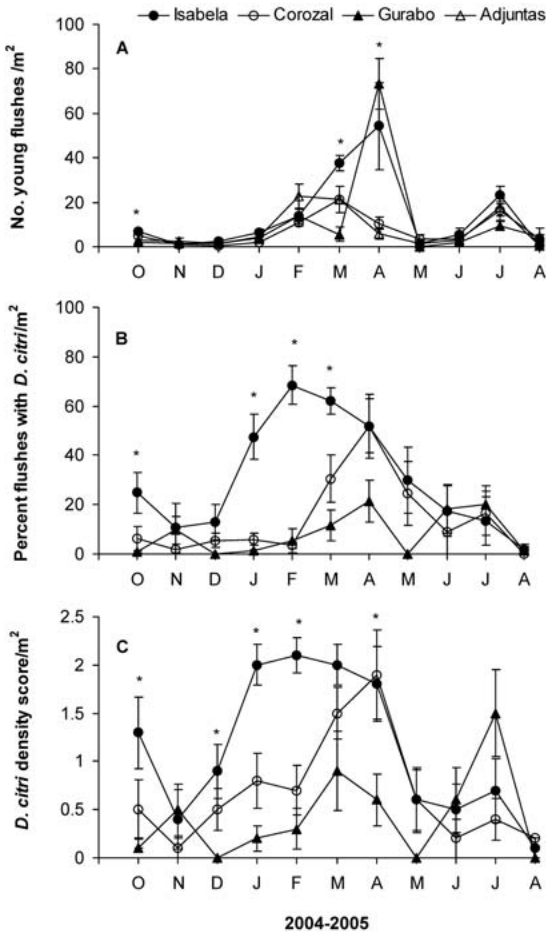 Isabela Corozal Gurabo Adjuntas
A
No. young flushes /m²
100
80
60
40
20
0
* * *
O N D J F M A M J J A
B
Percent flushes with D. citri/m²
100
80
60
40
20
0
* * * *
O N D J F M A M J J A
C
D. citri density score/m²
2.5
2
1.5
1
0.5
0
* * * * *
O N D J F M A M J J A
2004-2005